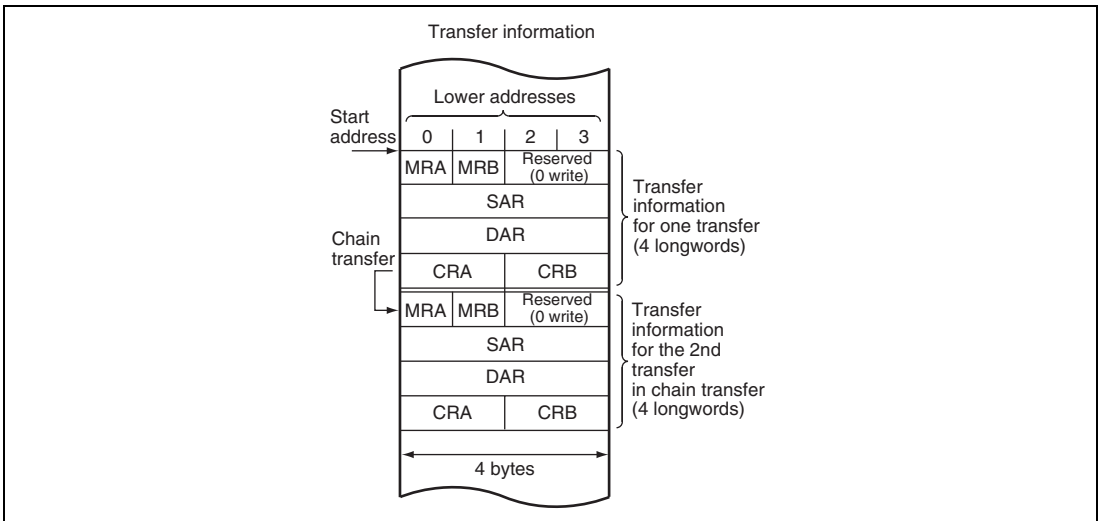 Transfer information
Lower addresses
Start
address
0 1 2 3
MRA MRB Reserved
(0 write)
SAR
DAR
CRA CRB
Transfer
information
for one transfer
(4 longwords)
Chain
transfer
MRA MRB Reserved
(0 write)
SAR
DAR
CRA CRB
Transfer
information
for the 2nd
transfer
in chain transfer
(4 longwords)
4 bytes